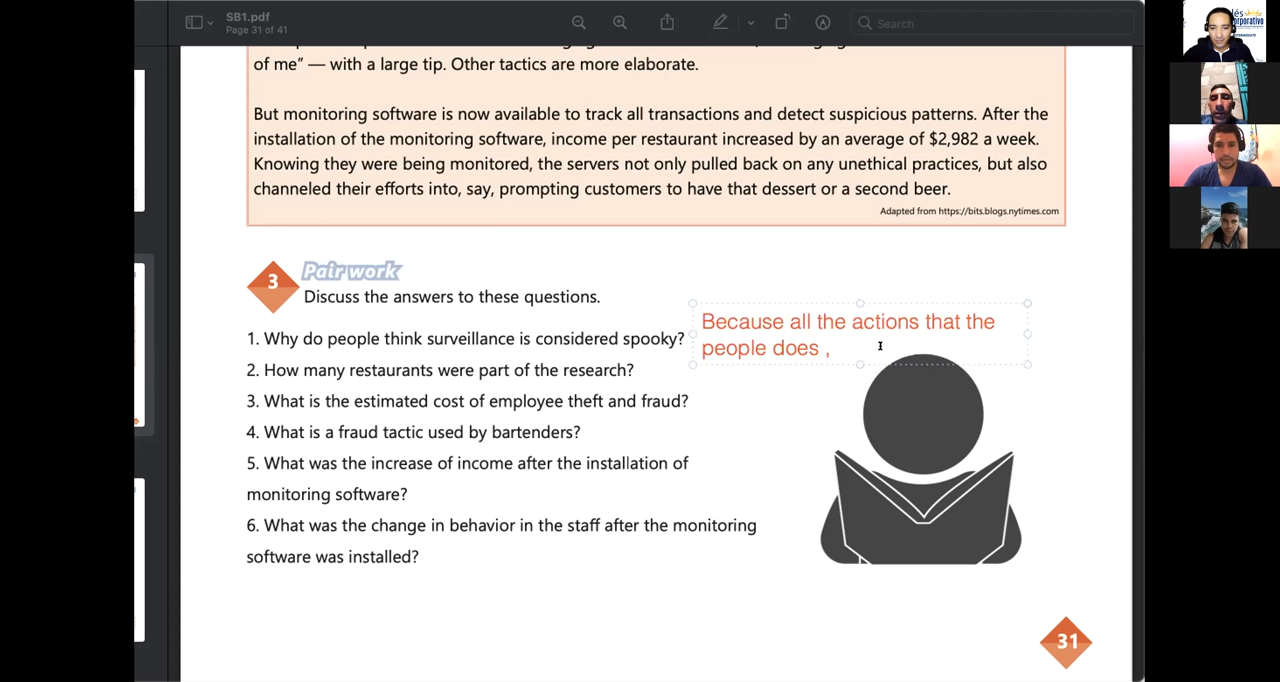 SB1.pdf
Page 31 of 41
Search
of me” — with a large tip. Other tactics are more elaborate.
But monitoring software is now available to track all transactions and detect suspicious patterns. After the
installation of the monitoring software, income per restaurant increased by an average of $2,982 a week.
Knowing they were being monitored, the servers not only pulled back on any unethical practices, but also
channeled their efforts into, say, prompting customers to have that dessert or a second beer.
Adapted from https://bits.blogs.nytimes.com
3
Pair work
Discuss the answers to these questions.
Because all the actions that the
people does ,
1. Why do people think surveillance is considered spooky?
2. How many restaurants were part of the research?
3. What is the estimated cost of employee theft and fraud?
4. What is a fraud tactic used by bartenders?
5. What was the increase of income after the installation of
monitoring software?
6. What was the change in behavior in the staff after the monitoring
software was installed?
31